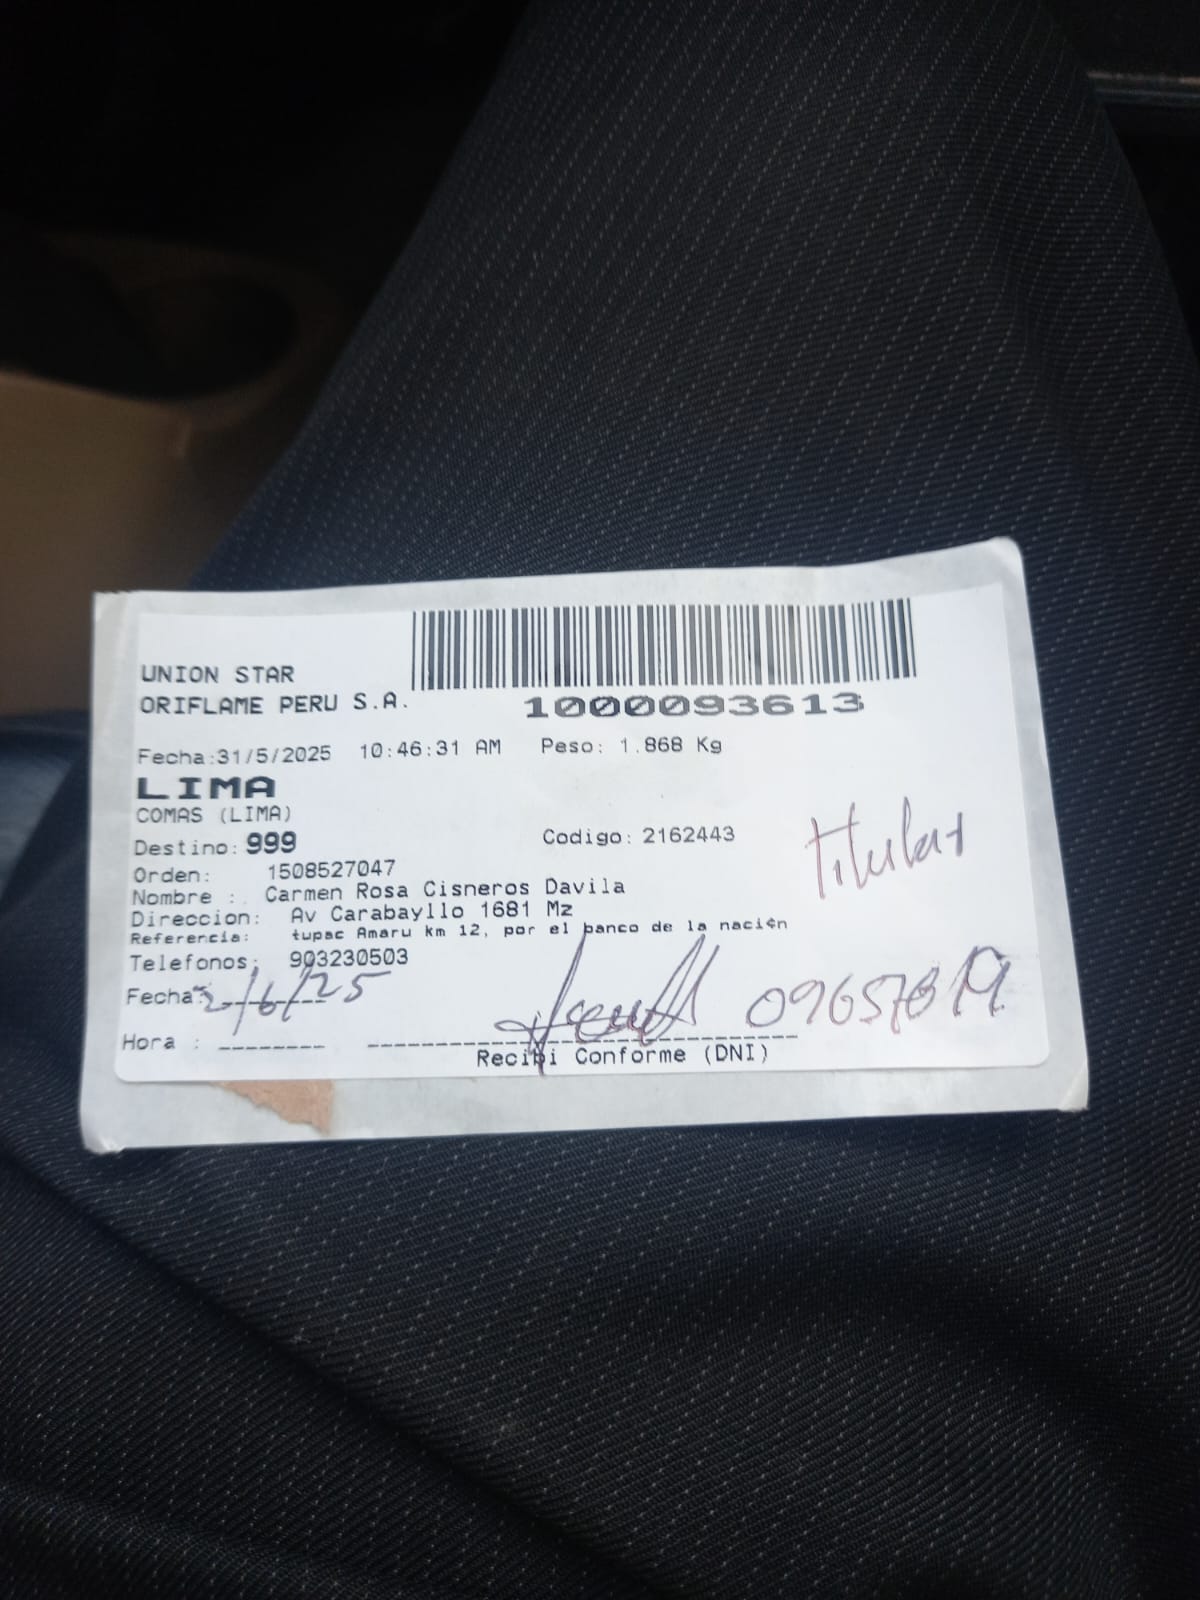 UNION STAR
ORIFLAME PERU S.A.
1000093613
Fecha:31/5/2025 10:46:31 AM Peso: 1.868 Kg
LIMA
COMAS (LIMA)
Destino: 999 Codigo: 2162443
Titular
Orden: 1508527047
Nombre : Carmen Rosa Cisneros Davila
Direccion: Av Carabayllo 1681 Mz
Referencia: tupac Amaru km 12, por el banco de la naci¢n
Telefonos: 903230503
Fecha: 2/6/25
Hora :
Recibi Conforme (DNI)